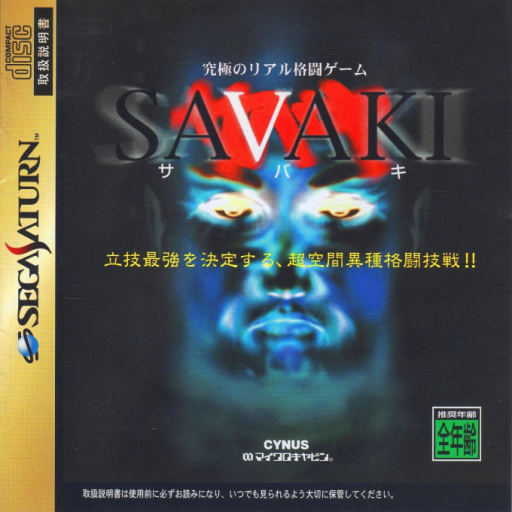 COMPACT
disc
取扱説明書
SEGA SATURN™
究極のリアル格闘ゲーム
SAVAKI
サバキ
立技最強を決定する、超空間異種格闘技戦!!
推奨年齢
全年齢
CYNUS
マイクロキャビン®
取扱説明書は使用前に必ずお読みになり、いつでも見られるよう大切に保管してください。